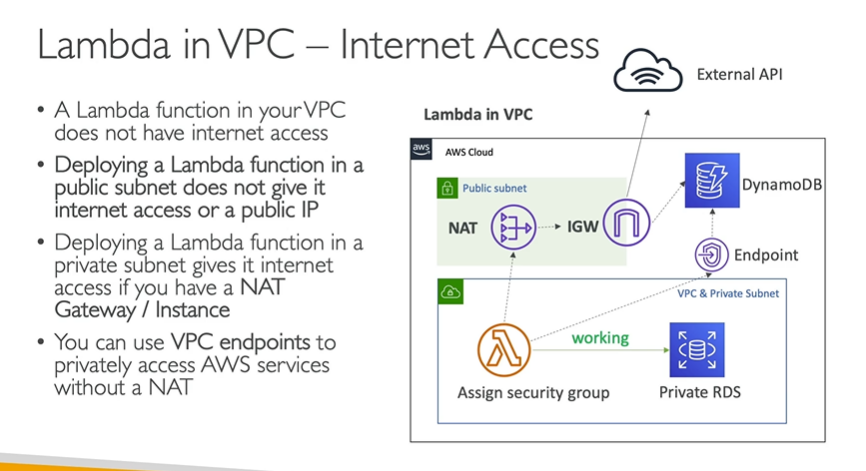 Lambda in VPC – Internet Access
• A Lambda function in your VPC
does not have internet access
• Deploying a Lambda function in a
public subnet does not give it
internet access or a public IP
• Deploying a Lambda function in a
private subnet gives it internet
access if you have a NAT
Gateway / Instance
• You can use VPC endpoints to
privately access AWS services
without a NAT
External API
Lambda in VPC
aws
AWS Cloud
Public subnet
NAT
IGW
DynamoDB
Endpoint
VPC & Private Subnet
working
Assign security group
Private RDS